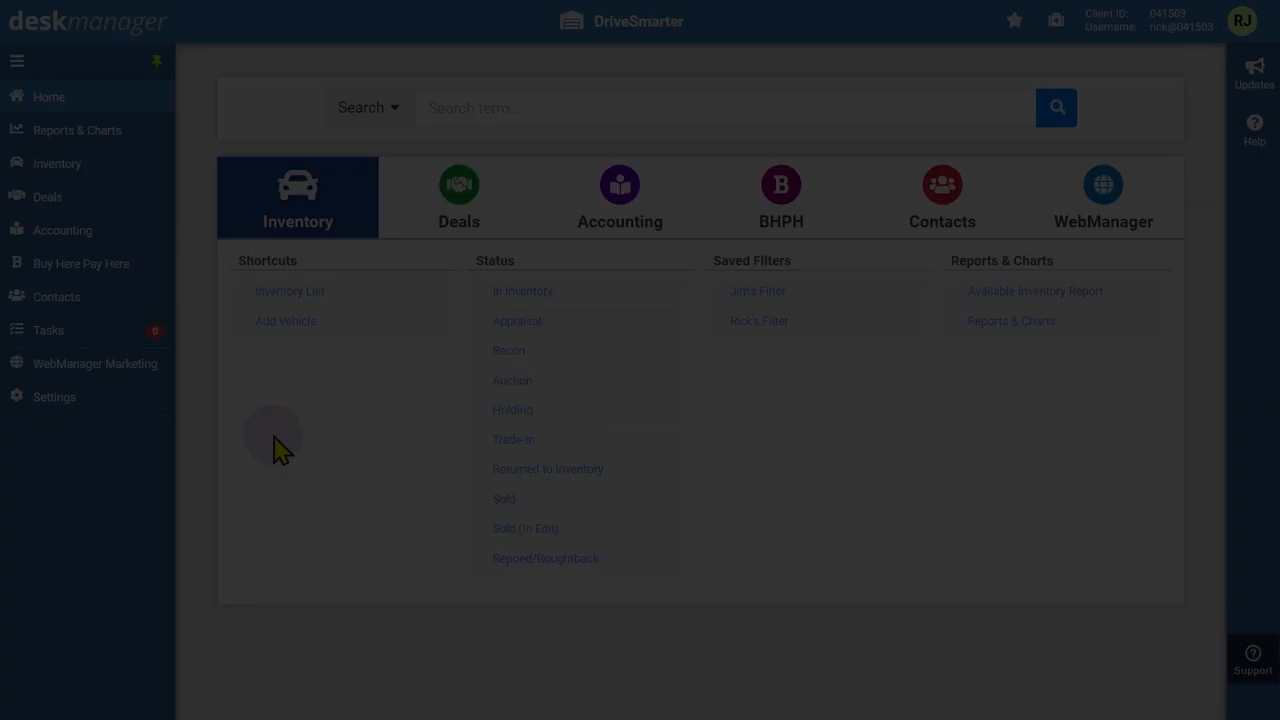 deskmanager
DriveSmarter
Client ID: 041503
Username: rick@041503
RJ
Home
Reports & Charts
Inventory
Deals
Accounting
Buy Here Pay Here
Contacts
Tasks 0
WebManager Marketing
Settings
Search
Search term...
Inventory
Deals
Accounting
B
BHPH
Contacts
WebManager
Shortcuts
Inventory List
Add Vehicle
Status
In Inventory
Appraisal
Recon
Auction
Holding
Trade-In
Returned to Inventory
Sold
Sold (In Edit)
Repoed/Boughtback
Saved Filters
Jim's Filter
Rick's Filter
Reports & Charts
Available Inventory Report
Reports & Charts
Updates
Help
Support